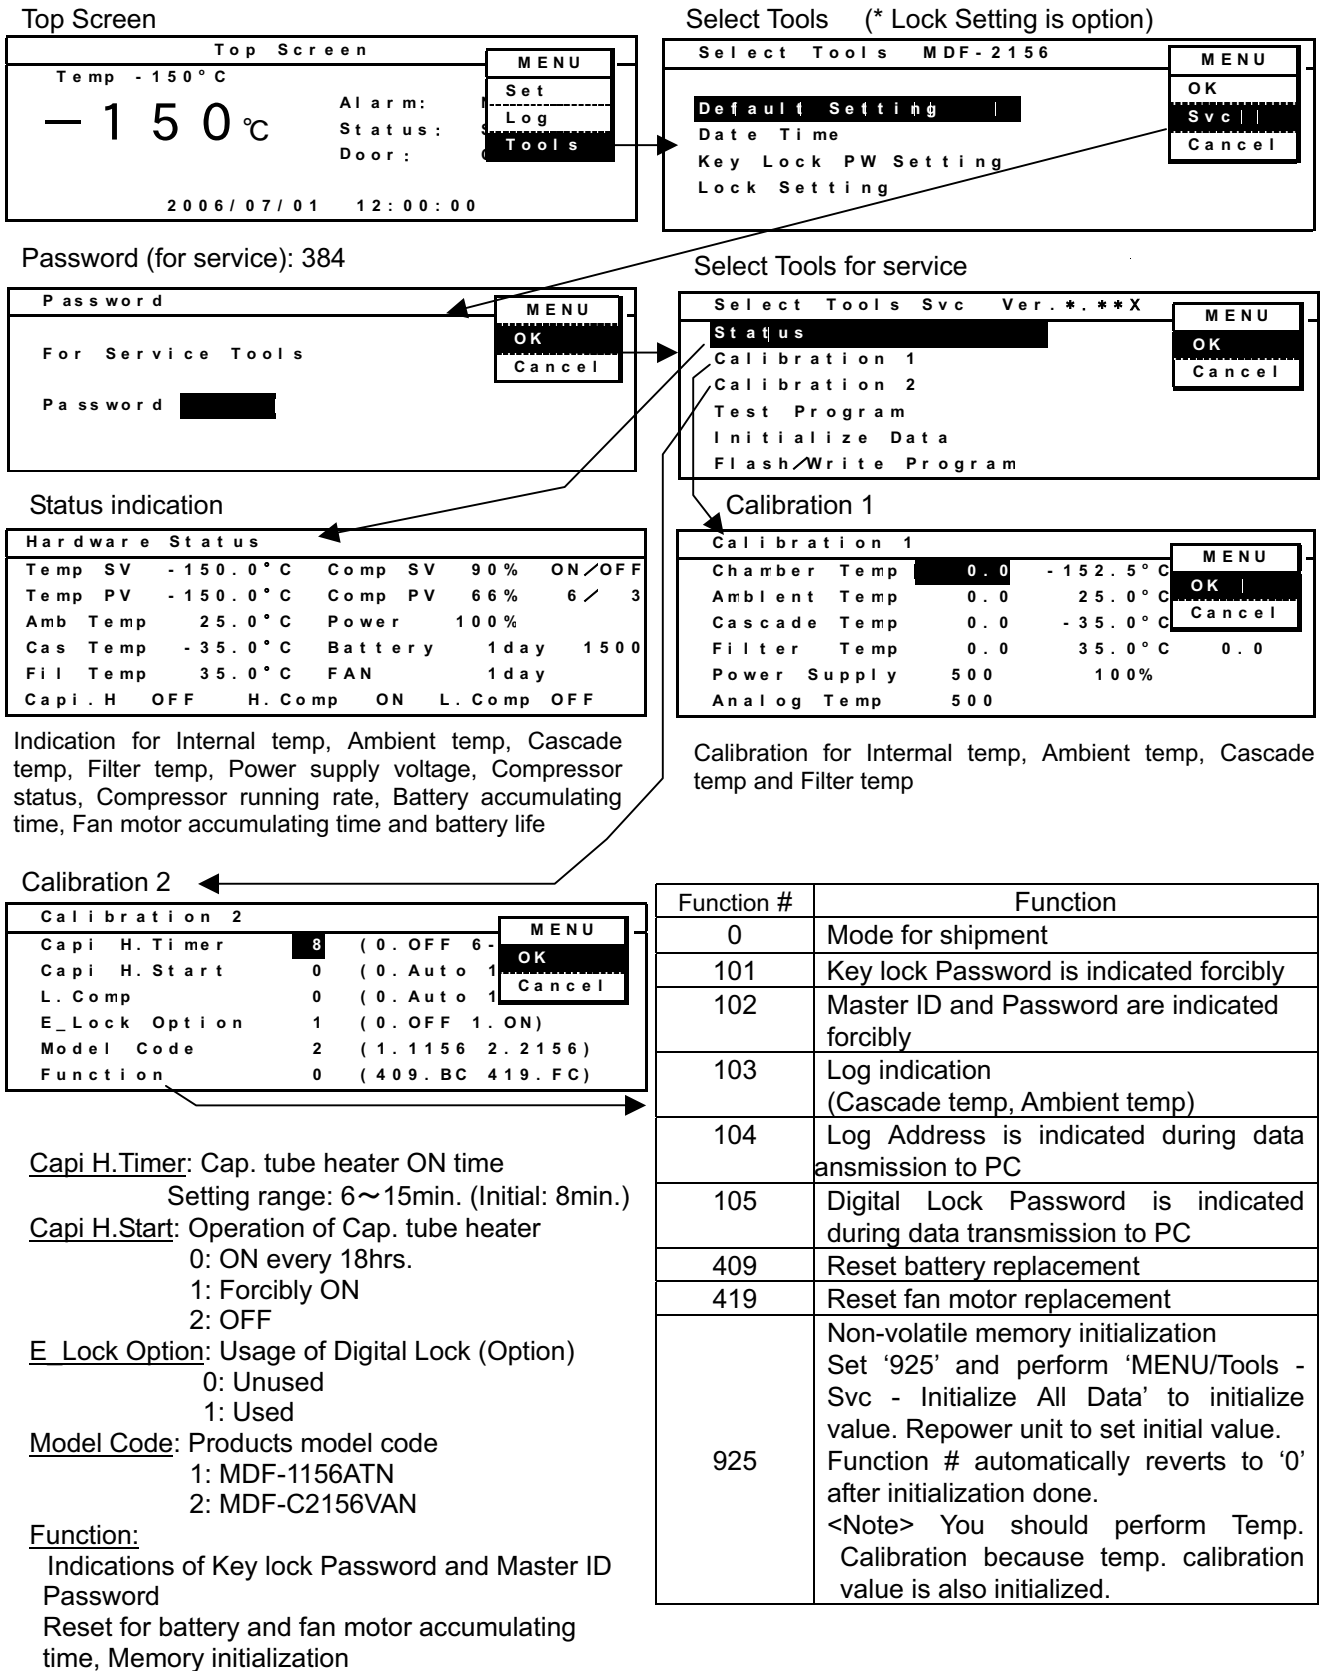 Top Screen
Top Screen
Temp -150°C
-150℃
Alarm:
Status:
Door:
2006/07/01 12:00:00
MENU
Set
Log
Tools
Select Tools (* Lock Setting is option)
Select Tools MDF-2156
Default Setting
Date Time
Key Lock PW Setting
Lock Setting
MENU
OK
Svc
Cancel
Password (for service): 384
Password
For Service Tools
Password
MENU
OK
Cancel
Select Tools for service
Select Tools Svc Ver.*.**X
Status
Calibration 1
Calibration 2
Test Program
Initialize Data
Flash/Write Program
MENU
OK
Cancel
Status indication
Hardware Status
Temp SV -150.0°C Comp SV 90% ON/OFF
Temp PV -150.0°C Comp PV 66% 6/ 3
Amb Temp 25.0°C Power 100%
Cas Temp -35.0°C Battery 1day 1500
Fil Temp 35.0°C FAN 1day
Capi.H OFF H.Comp ON L.Comp OFF
Indication for Internal temp, Ambient temp, Cascade
temp, Filter temp, Power supply voltage, Compressor
status, Compressor running rate, Battery accumulating
time, Fan motor accumulating time and battery life
Calibration 1
Calibration 1
Chamber Temp 0.0 -152.5°C
Ambient Temp 0.0 25.0°C
Cascade Temp 0.0 -35.0°C
Filter Temp 0.0 35.0°C 0.0
Power Supply 500 100%
Analog Temp 500
MENU
OK
Cancel
Calibration for Intermal temp, Ambient temp, Cascade
temp and Filter temp
Calibration 2
Calibration 2
Capi H.Timer 8 (0.OFF 6-
Capi H.Start 0 (0.Auto 1
L.Comp 0 (0.Auto 1
E_Lock Option 1 (0.OFF 1.ON)
Model Code 2 (1.1156 2.2156)
Function 0 (409.BC 419.FC)
MENU
OK
Cancel
Capi H.Timer: Cap. tube heater ON time
Setting range: 6～15min. (Initial: 8min.)
Capi H.Start: Operation of Cap. tube heater
0: ON every 18hrs.
1: Forcibly ON
2: OFF
E_Lock Option: Usage of Digital Lock (Option)
0: Unused
1: Used
Model Code: Products model code
1: MDF-1156ATN
2: MDF-C2156VAN
Function:
Indications of Key lock Password and Master ID
Password
Reset for battery and fan motor accumulating
time, Memory initialization
Function # Function
0 Mode for shipment
101 Key lock Password is indicated forcibly
102 Master ID and Password are indicated
forcibly
103 Log indication
(Cascade temp, Ambient temp)
104 Log Address is indicated during data
ansmission to PC
105 Digital Lock Password is indicated
during data transmission to PC
409 Reset battery replacement
419 Reset fan motor replacement
925 Non-volatile memory initialization
Set ‘925’ and perform ‘MENU/Tools -
Svc - Initialize All Data’ to initialize
value. Repower unit to set initial value.
Function # automatically reverts to ‘0’
after initialization done.
<Note> You should perform Temp.
Calibration because temp. calibration
value is also initialized.